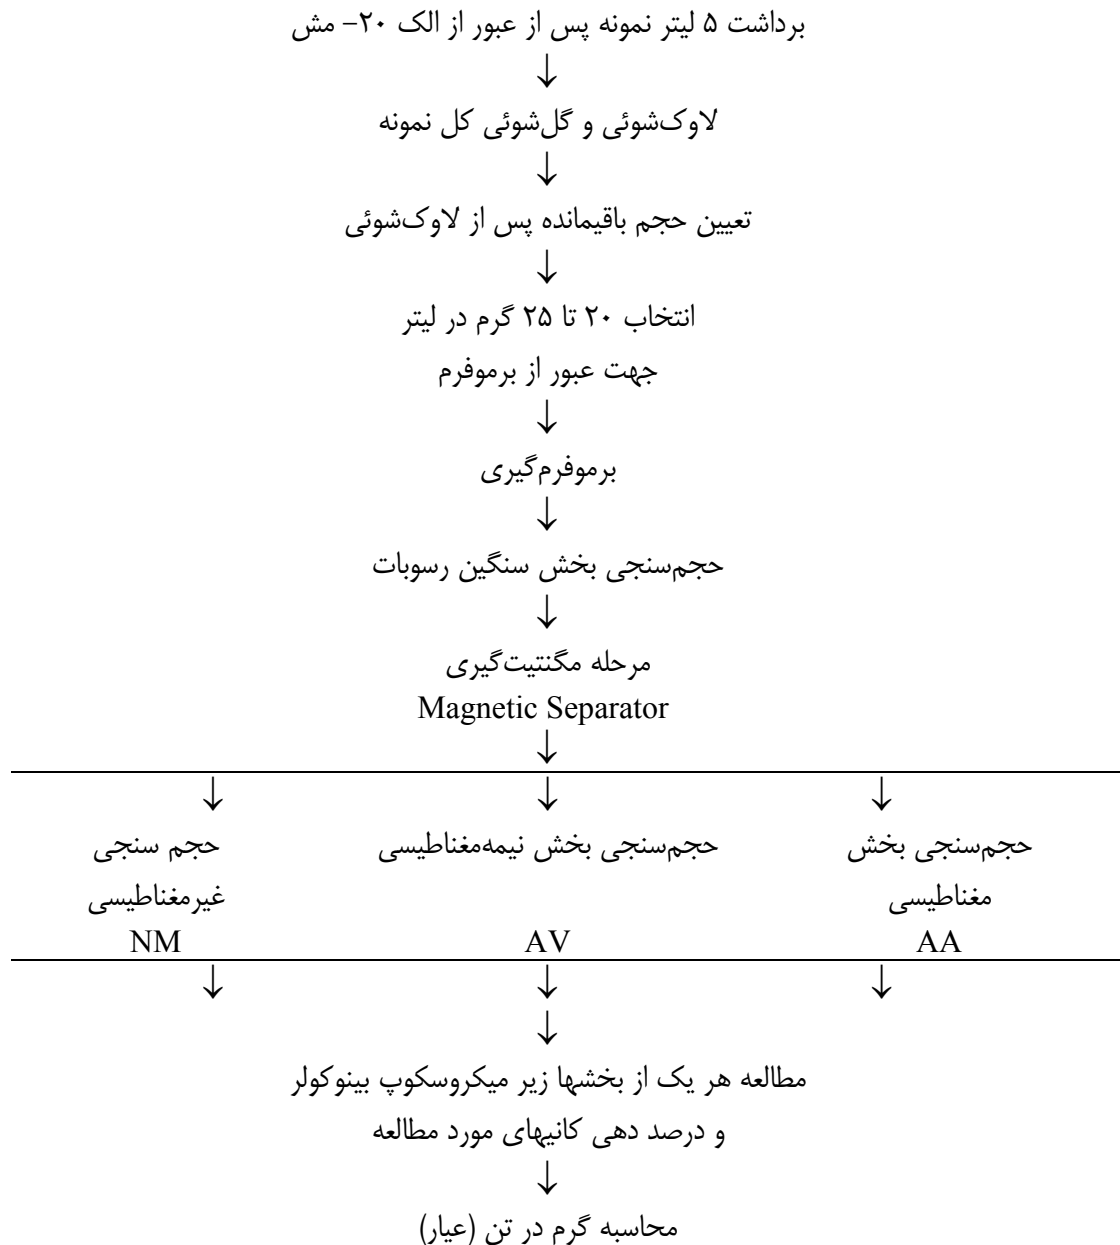 برداشت ۵ لیتر نمونه پس از عبور از الک ۲۰- مش
↓
لاوک‌شوئی و گل‌شوئی کل نمونه
↓
تعیین حجم باقیمانده پس از لاوک‌شوئی
↓
انتخاب ۲۰ تا ۲۵ گرم در لیتر
جهت عبور از برموفرم
↓
برموفرم‌گیری
↓
حجم‌سنجی بخش سنگین رسوبات
↓
مرحله مگنتیت‌گیری
Magnetic Separator
↓
↓ ↓ ↓
حجم‌سنجی بخش حجم‌سنجی بخش نیمه‌مغناطیسی حجم سنجی
مغناطیسی غیرمغناطیسی
AA AV NM
↓ ↓ ↓
↓
مطالعه هر یک از بخشها زیر میکروسکوپ بینوکولر
و درصد دهی کانیهای مورد مطالعه
↓
محاسبه گرم در تن (عیار)